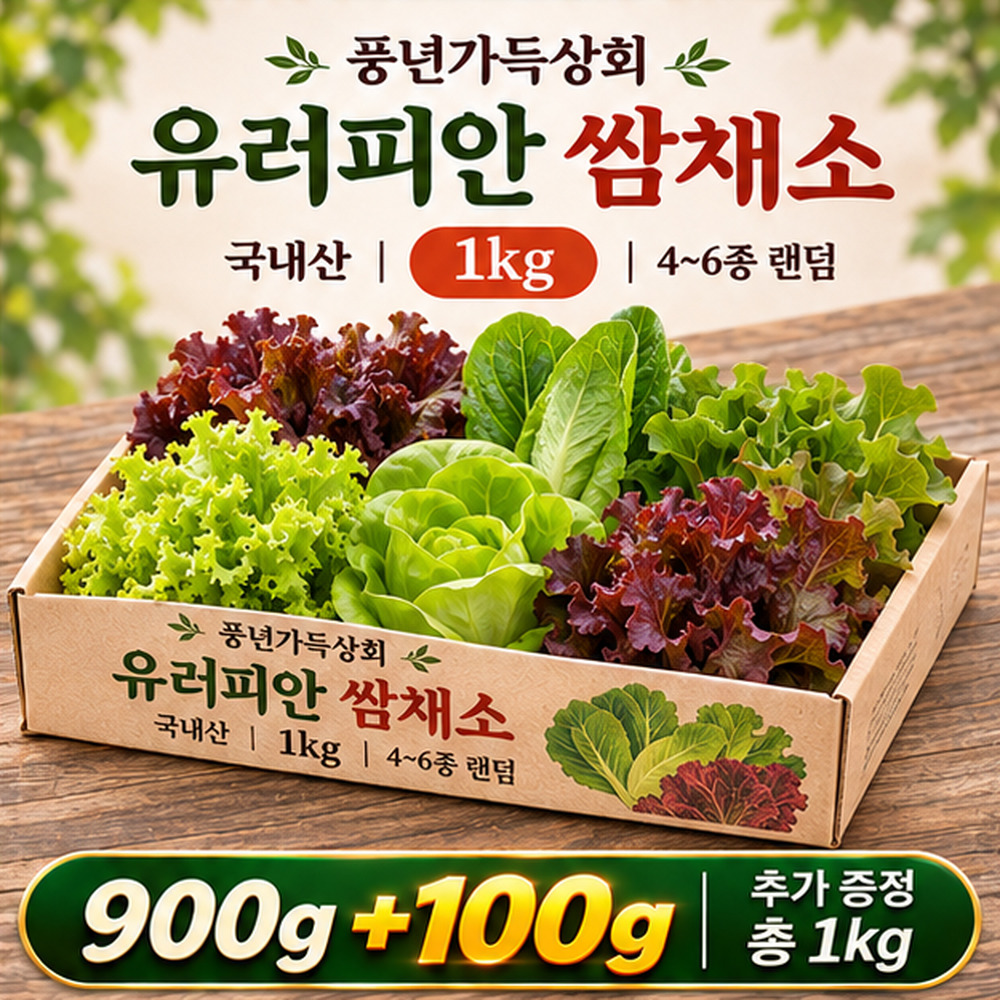 풍년가득상회
유러피안 쌈채소
국내산 | 1kg | 4~6종 랜덤
풍년가득상회
유러피안 쌈채소
국내산 | 1kg | 4~6종 랜덤
900g +100g | 추가 증정
총 1kg